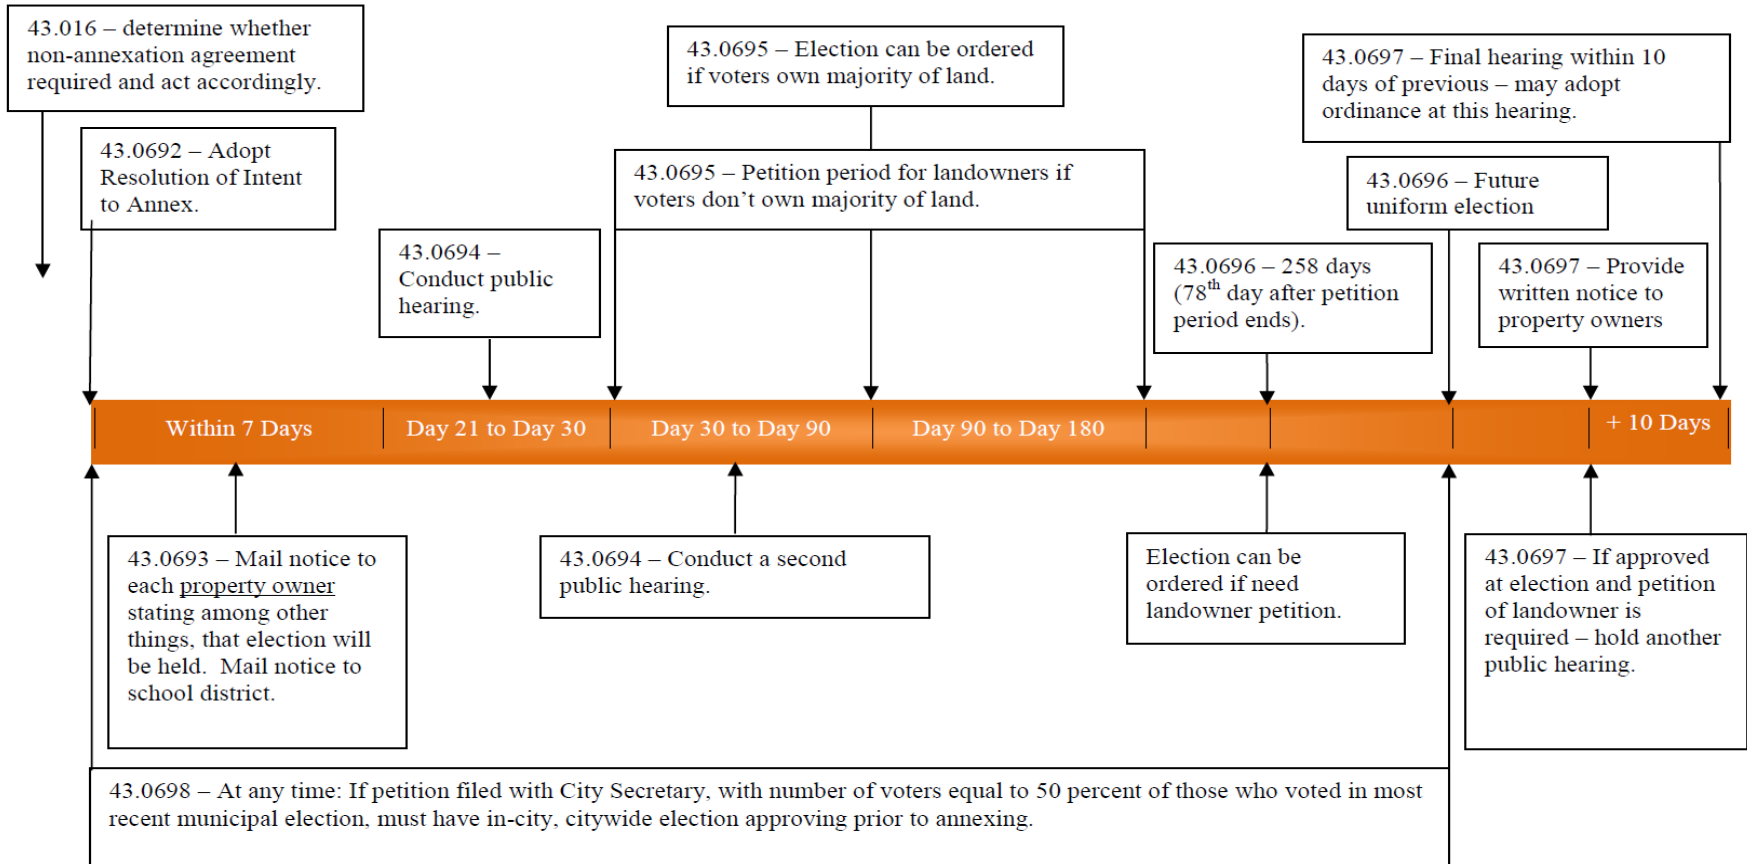 43.016 – determine whether
non-annexation agreement
required and act accordingly.
43.0692 – Adopt
Resolution of Intent
to Annex.
43.0694 –
Conduct public
hearing.
43.0695 – Election can be ordered
if voters own majority of land.
43.0695 – Petition period for landowners if
voters don’t own majority of land.
43.0696 – 258 days
(78th day after petition
period ends).
43.0697 – Final hearing within 10
days of previous – may adopt
ordinance at this hearing.
43.0696 – Future
uniform election
43.0697 – Provide
written notice to
property owners
Within 7 Days
Day 21 to Day 30
Day 30 to Day 90
Day 90 to Day 180
+ 10 Days
43.0693 – Mail notice to
each property owner
stating among other
things, that election will
be held.  Mail notice to
school district.
43.0694 – Conduct a second
public hearing.
Election can be
ordered if need
landowner petition.
43.0697 – If approved
at election and petition
of landowner is
required – hold another
public hearing.
43.0698 – At any time: If petition filed with City Secretary, with number of voters equal to 50 percent of those who voted in most
recent municipal election, must have in-city, citywide election approving prior to annexing.